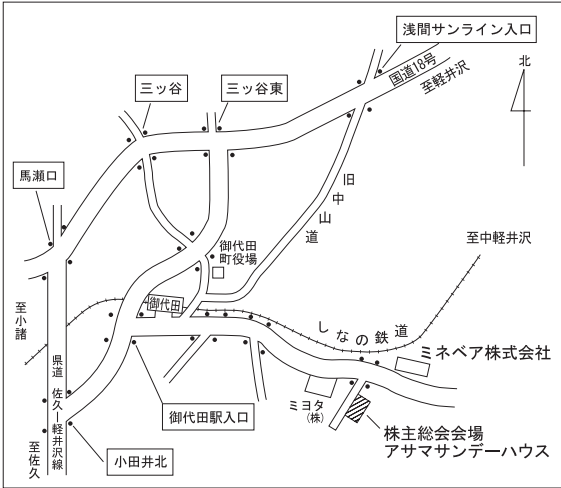 浅間サンライン入口
国道18号
至軽井沢
北
三ッ谷
三ッ谷東
馬瀬口
旧中山道
御代田
町役場
至中軽井沢
至小諸
御代田
しなの鉄道
ミネベア株式会社
県道 佐久ー軽井沢線
ミヨタ
(株)
御代田駅入口
株主総会会場
アサマサンデーハウス
小田井北
至佐久